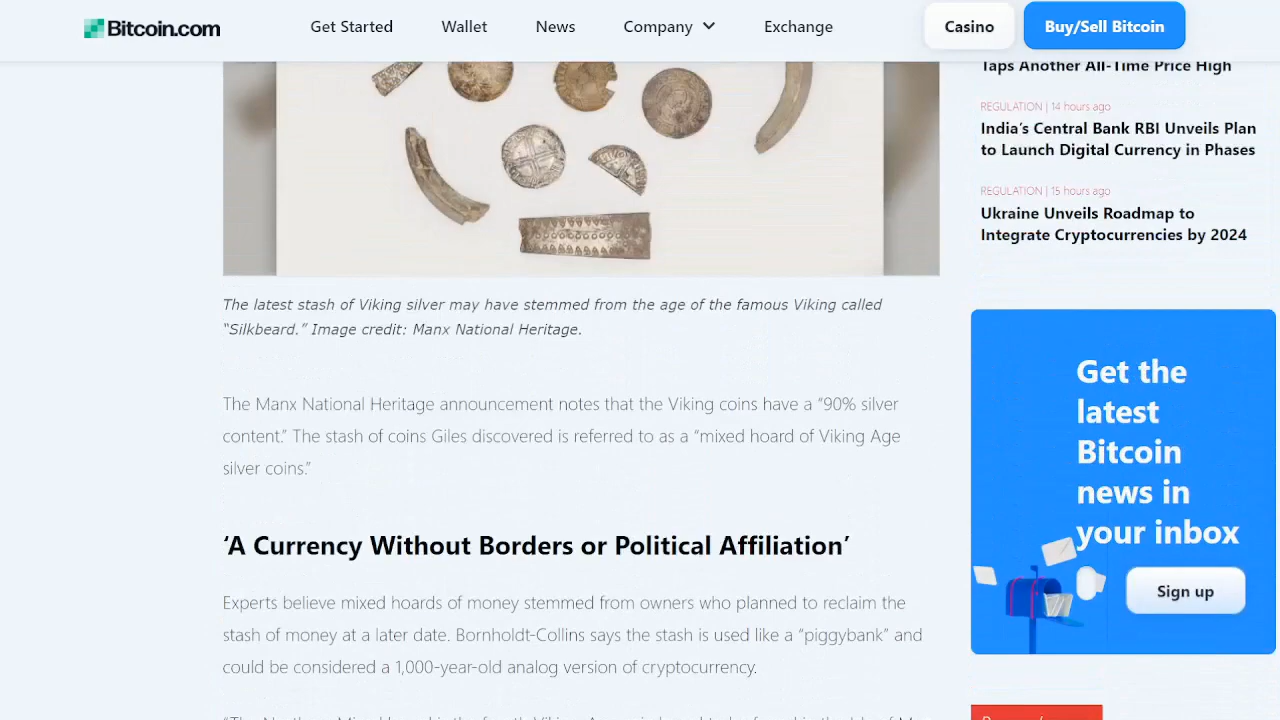 Bitcoin.com
Get Started
Wallet
News
Company
Exchange
Casino
Buy/Sell Bitcoin
The latest stash of Viking silver may have stemmed from the age of the famous Viking called
“Silkbeard.” Image credit: Manx National Heritage.
The Manx National Heritage announcement notes that the Viking coins have a “90% silver
content.” The stash of coins Giles discovered is referred to as a “mixed hoard of Viking Age
silver coins.”
‘A Currency Without Borders or Political Affiliation’
Experts believe mixed hoards of money stemmed from owners who planned to reclaim the
stash of money at a later date. Bornholdt-Collins says the stash is used like a “piggybank” and
could be considered a 1,000-year-old analog version of cryptocurrency.
Taps Another All-Time Price High
REGULATION | 14 hours ago
India’s Central Bank RBI Unveils Plan
to Launch Digital Currency in Phases
REGULATION | 15 hours ago
Ukraine Unveils Roadmap to
Integrate Cryptocurrencies by 2024
Get the
latest
Bitcoin
news in
your inbox
Sign up